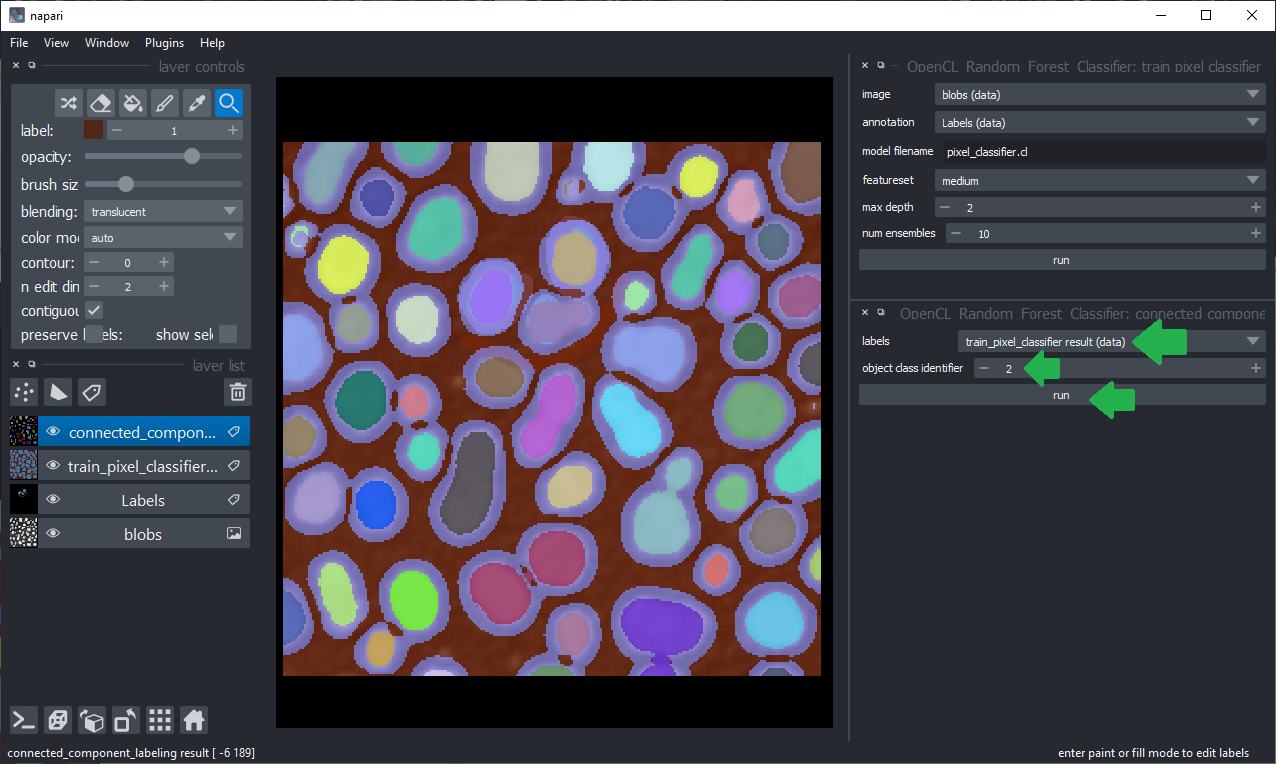 napari
File View Window Plugins Help
layer controls
label: 1
opacity:
brush siz
blending: translucent
color mo
auto
contour: 0
n edit din 2
contiguou
preserve els: show sele
layer list
connected_compon...
train_pixel_classifier...
Labels
blobs
OpenCL Random Forest Classifier: train pixel classifier
image blobs (data)
annotation Labels (data)
model filename pixel_classifier.cl
featureset medium
max depth 2
num ensembles 10
run
OpenCL Random Forest Classifier: connected compone
labels train_pixel_classifier result (data)
object class identifier 2
run
connected_component_labeling result [ -6 189]
enter paint or fill mode to edit labels